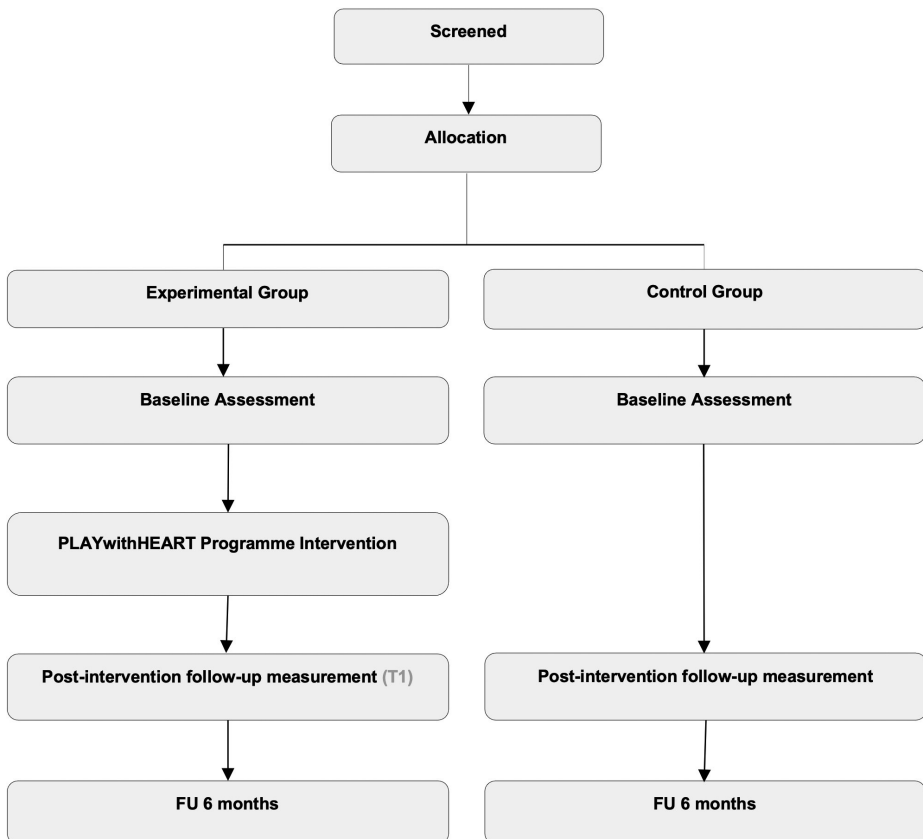 Screened
Allocation
Experimental Group
Control Group
Baseline Assessment
Baseline Assessment
PLAYwithHEART Programme Intervention
Post-intervention follow-up measurement (T1)
Post-intervention follow-up measurement
FU 6 months
FU 6 months